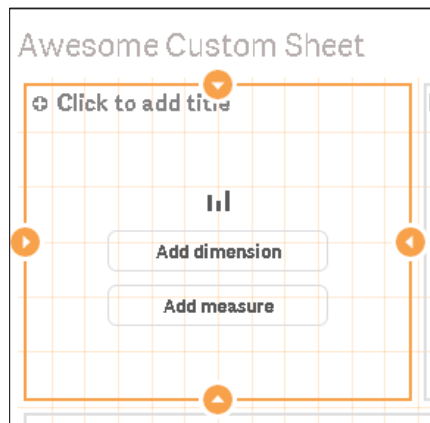 Awesome Custom Sheet
Click to add title
Add dimension
Add measure